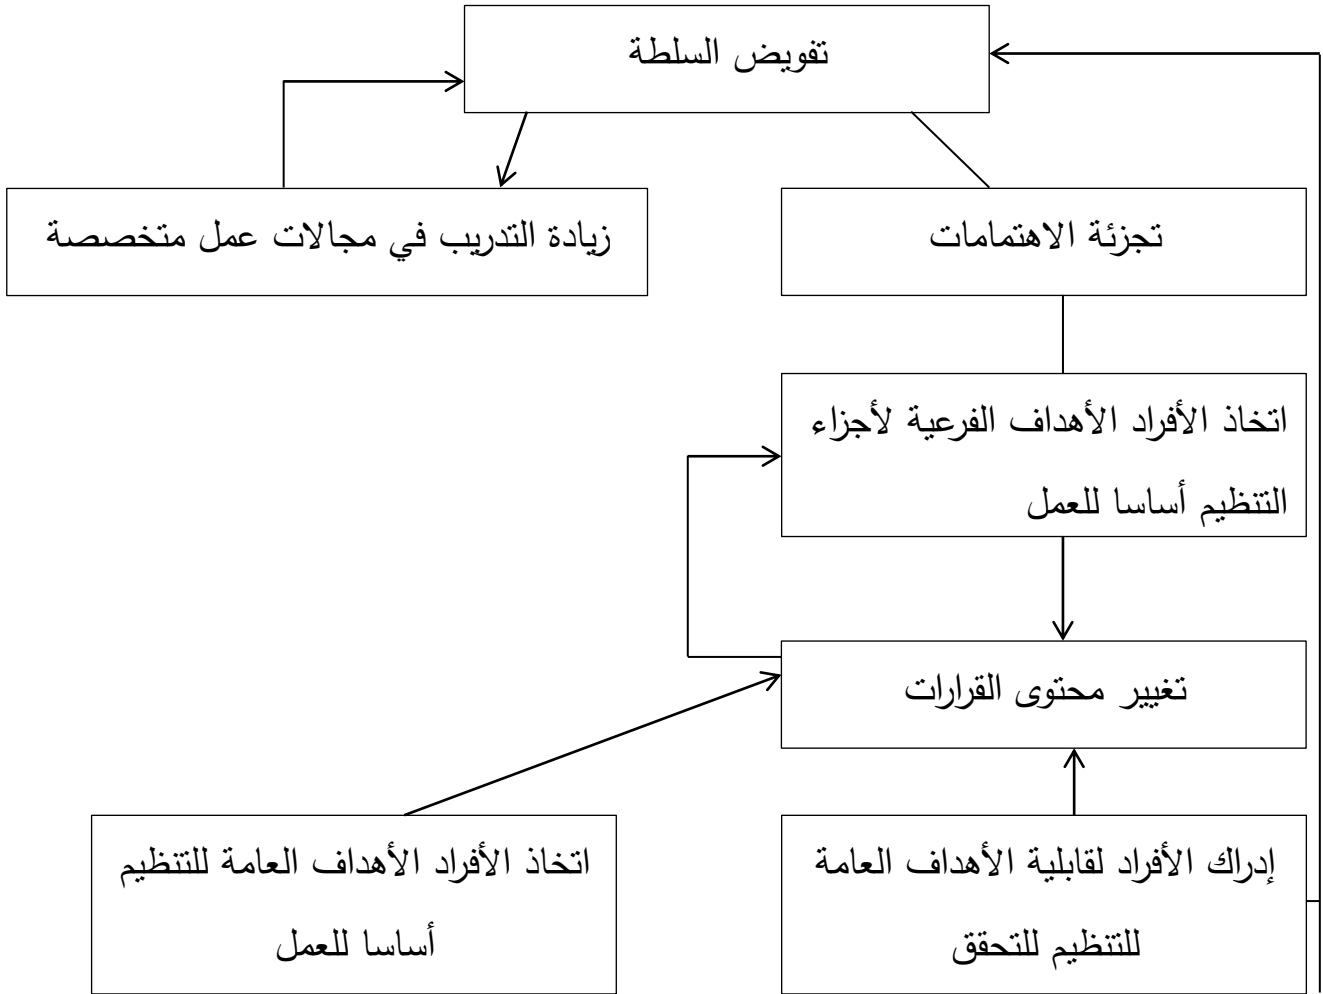 تفويض السلطة
تجزئة الاهتمامات
زيادة التدريب في مجالات عمل متخصصة
اتخاذ الأفراد الأهداف الفرعية لأجزاء
التنظيم أساسا للعمل
تغيير محتوى القرارات
إدراك الأفراد لقابلية الأهداف العامة
للتنظيم للتحقق
اتخاذ الأفراد الأهداف العامة للتنظيم
أساسا للعمل